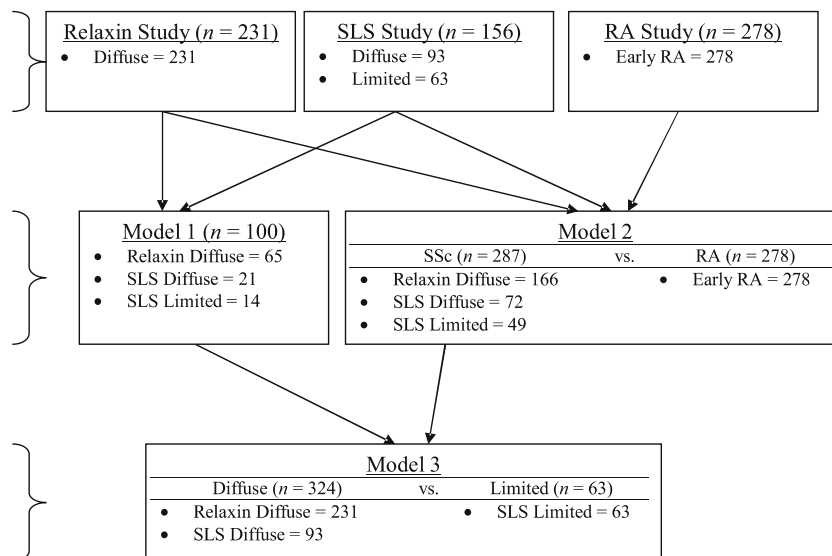 Relaxin Study (n = 231)
• Diffuse = 231
SLS Study (n = 156)
• Diffuse = 93
• Limited = 63
RA Study (n = 278)
• Early RA = 278
Model 1 (n = 100)
• Relaxin Diffuse = 65
• SLS Diffuse = 21
• SLS Limited = 14
Model 2
SSc (n = 287) vs. RA (n = 278)
• Relaxin Diffuse = 166 • Early RA = 278
• SLS Diffuse = 72
• SLS Limited = 49
Model 3
Diffuse (n = 324) vs. Limited (n = 63)
• Relaxin Diffuse = 231 • SLS Limited = 63
• SLS Diffuse = 93